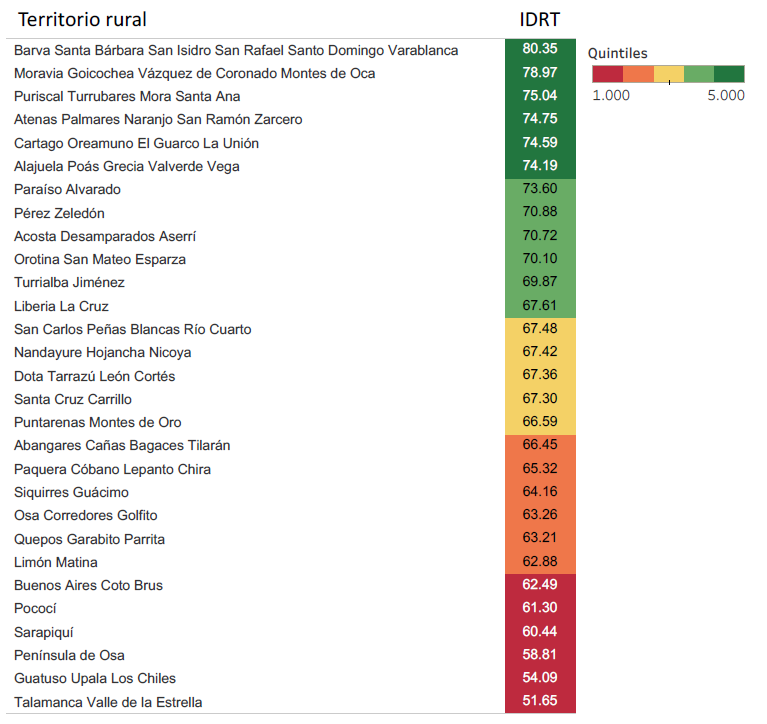 Territorio rural IDRT
Barva Santa Bárbara San Isidro San Rafael Santo Domingo Varablanca 80.35
Moravia Goicochea Vázquez de Coronado Montes de Oca 78.97
Puriscal Turrubares Mora Santa Ana 75.04
Atenas Palmares Naranjo San Ramón Zarcero 74.75
Cartago Oreamuno El Guarco La Unión 74.59
Alajuela Poás Grecia Valverde Vega 74.19
Paraíso Alvarado 73.60
Pérez Zeledón 70.88
Acosta Desamparados Aserrí 70.72
Orotina San Mateo Esparza 70.10
Turrialba Jiménez 69.87
Liberia La Cruz 67.61
San Carlos Peñas Blancas Río Cuarto 67.48
Nandayure Hojancha Nicoya 67.42
Dota Tarrazú León Cortés 67.36
Santa Cruz Carrillo 67.30
Puntarenas Montes de Oro 66.59
Abangares Cañas Bagaces Tilarán 66.45
Paquera Cóbano Lepanto Chira 65.32
Siquirres Guácimo 64.16
Osa Corredores Golfito 63.26
Quepos Garabito Parrita 63.21
Limón Matina 62.88
Buenos Aires Coto Brus 62.49
Pococí 61.30
Sarapiquí 60.44
Península de Osa 58.81
Guatuso Upala Los Chiles 54.09
Talamanca Valle de la Estrella 51.65
Quintiles
1.000 5.000